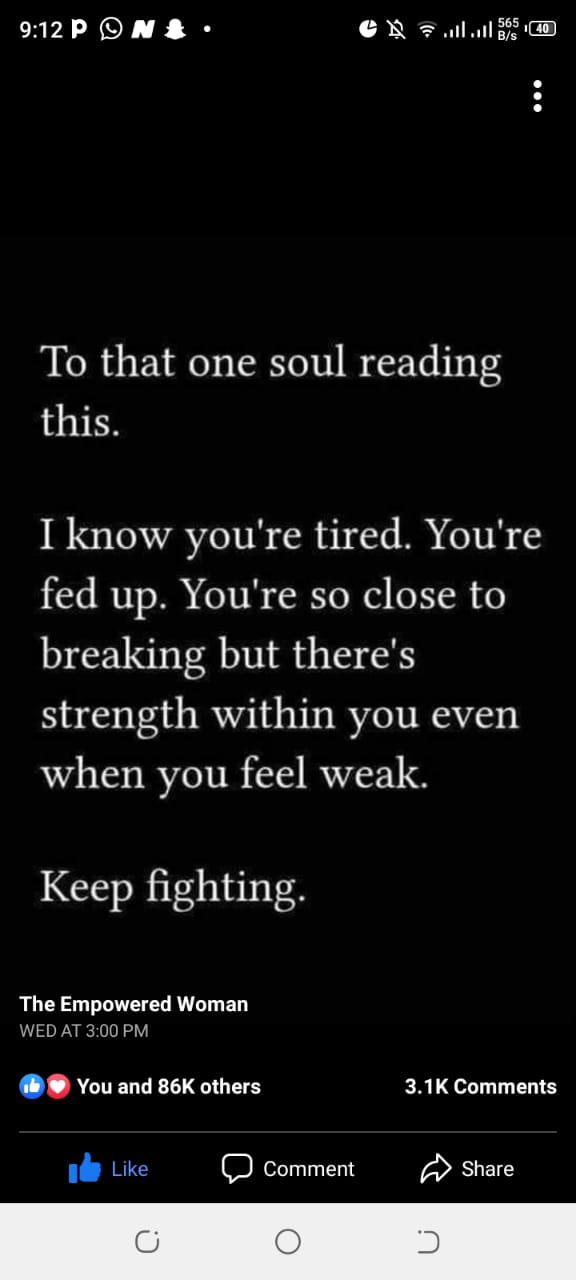 9:12
565
B/s
40
To that one soul reading
this.
I know you're tired. You're
fed up. You're so close to
breaking but there's
strength within you even
when you feel weak.
Keep fighting.
The Empowered Woman
WED AT 3:00 PM
You and 86K others
3.1K Comments
Like
Comment
Share